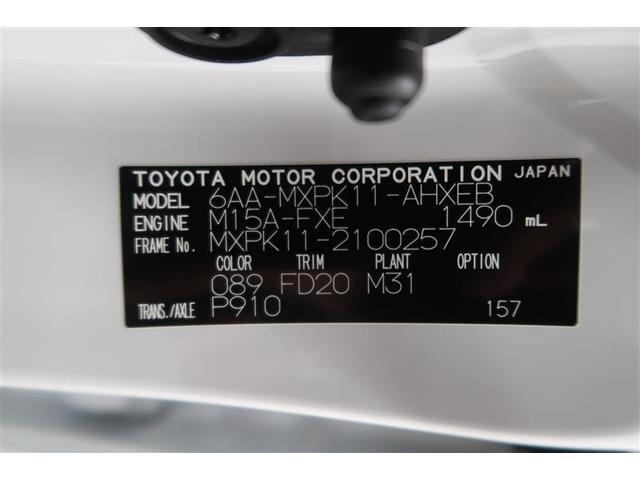 TOYOTA MOTOR CORPORATION JAPAN
MODEL 6AA-MXPK11-AHXEB
ENGINE M15A-FXE 1490 mL
FRAME No. MXPK11-2100257
COLOR TRIM PLANT OPTION
089 FD20 M31
TRANS./AXLE P910 157